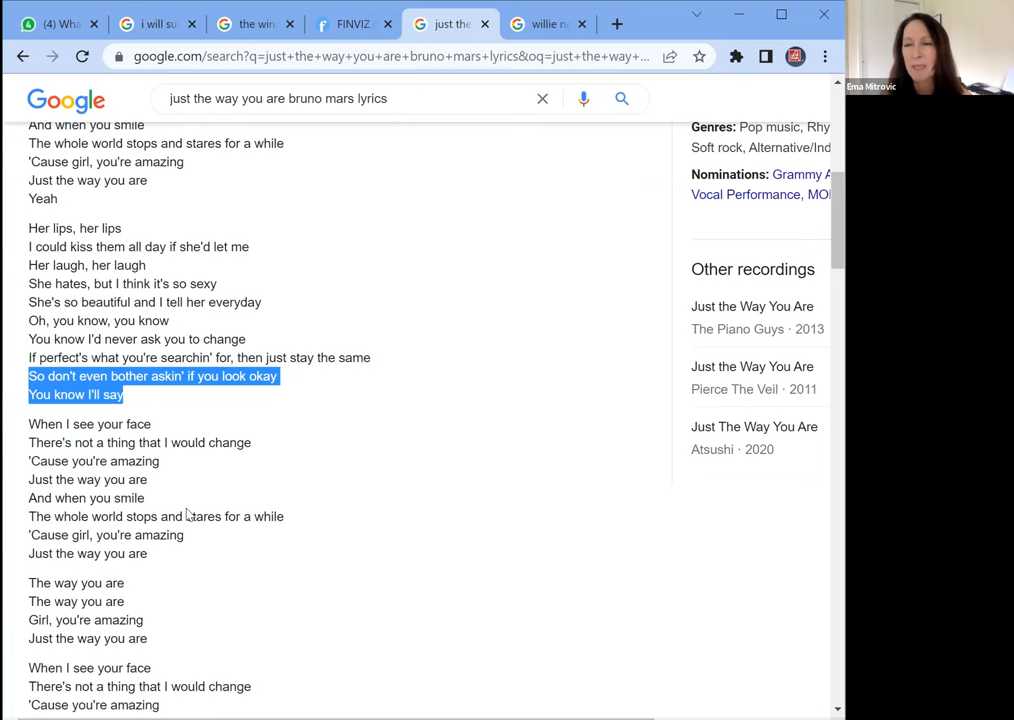 (4) Wha
i will su
the winn
FINVIZ.
just the
willie ne
google.com/search?q=just+the+way+you+are+bruno+mars+lyrics&oq=just+the+way+...
Ema Mitrovic
Google
just the way you are bruno mars lyrics
And when you smile
The whole world stops and stares for a while
'Cause girl, you're amazing
Just the way you are
Yeah
Her lips, her lips
I could kiss them all day if she'd let me
Her laugh, her laugh
She hates, but I think it's so sexy
She's so beautiful and I tell her everyday
Oh, you know, you know
You know I'd never ask you to change
If perfect's what you're searchin' for, then just stay the same
So don't even bother askin' if you look okay
You know I'll say
When I see your face
There's not a thing that I would change
'Cause you're amazing
Just the way you are
And when you smile
The whole world stops and stares for a while
'Cause girl, you're amazing
Just the way you are
The way you are
The way you are
Girl, you're amazing
Just the way you are
When I see your face
There's not a thing that I would change
'Cause you're amazing
Genres: Pop music, Rhy
Soft rock, Alternative/Ind
Nominations: Grammy A
Vocal Performance, MO
Other recordings
Just the Way You Are
The Piano Guys · 2013
Just the Way You Are
Pierce The Veil · 2011
Just The Way You Are
Atsushi · 2020